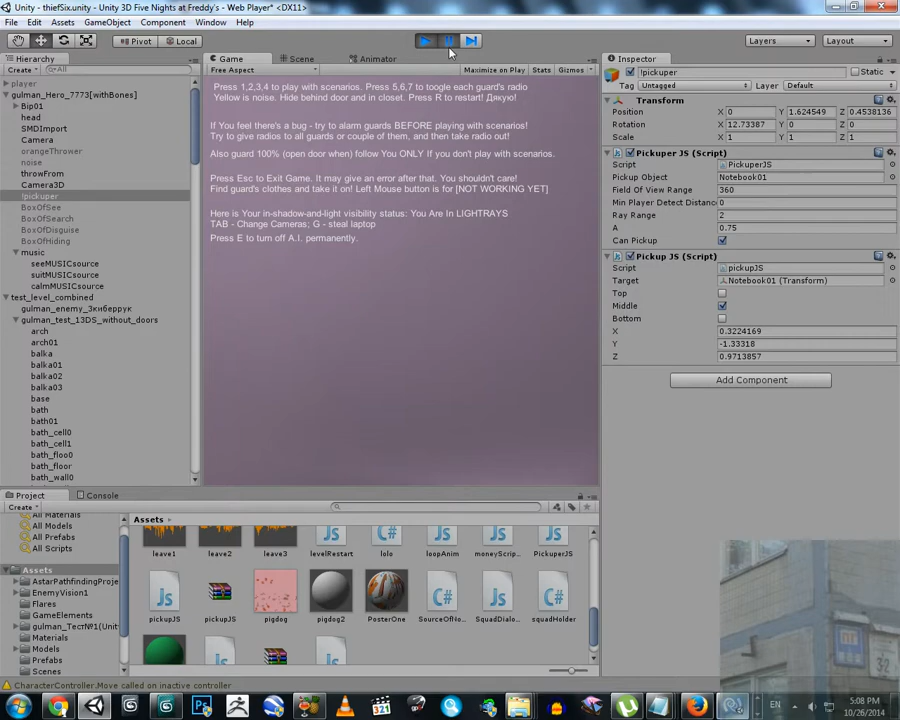 Unity - thiefSix.unity - Unity 3D Five Nights at Freddy's - Web Player* <DX11>
File Edit Assets GameObject Component Window Help
Pivot Local Layers Layout
Hierarchy
Create All
player
gulman_Hero_7773[withBones]
Bip01
head
SMDImport
Camera
orangeThrower
noise
throwFrom
Camera3D
!pickuper
BoxOfSee
BoxOfSearch
BoxOfDisguise
BoxOfHiding
music
seeMUSICsource
suitMUSICsource
calmMUSICsource
test_level_combined
gulman_enemy_Зкиберрук
gulman_test_13DS_without_doors
arch
arch01
balka
balka01
balka02
balka03
base
bath
bath01
bath_cell0
bath_cell1
bath_floo0
bath_floor
bath_wall0
Game Scene Animator
Free Aspect Maximize on Play Stats Gizmos
Press 1,2,3,4 to play with scenarios. Press 5,6,7 to toogle each guard's radio
Yellow is noise. Hide behind door and in closet. Press R to restart! Дякую!
If You feel there's a bug - try to alarm guards BEFORE playing with scenarios!
Try to give radios to all guards or couple of them, and then take radio out!
Also guard 100% (open door when) follow You ONLY If you don't play with scenarios.
Press Esc to Exit Game. It may give an error after that. You shouldn't care!
Find guard's clothes and take it on! Left Mouse button is for [NOT WORKING YET]
Here is Your in-shadow-and-light visibility status: You Are In LIGHTRAYS
TAB - Change Cameras; G - steal laptop
Press E to turn off A.I. permanently.
Inspector
!pickuper Static
Tag Untagged Layer Default
Transform
Position X 0 Y 1.624549 Z 0.4538136
Rotation X 12.73387 Y 0 Z 0
Scale X 1 Y 1 Z 1
Pickuper JS (Script)
Script PickuperJS
Pickup Object Notebook01
Field Of View Range 360
Min Player Detect Distance 0
Ray Range 2
A 0.75
Can Pickup
Pickup JS (Script)
Script pickupJS
Target Notebook01 (Transform)
Top
Middle
Bottom
X 0.3224169
Y -1.33318
Z 0.9713857
Add Component
Project Console
Create
All Materials
All Models
All Prefabs
All Scripts
Assets
AstarPathfindingProje
EnemyVision1
Flares
GameElements
gulman_Тест№1(Unit
Materials
Models
Prefabs
Scenes
Assets
leave1 leave2 leave3 levelRestart lolo loopAnim moneyScrip... PickuperJS
pickupJS pickupJS pigdog pigdog2 PosterOne SourceOfNo... SquadDialo... squadHolder
CharacterController.Move called on inactive controller
ПТ
32
EN
5:08 PM
10/26/2014